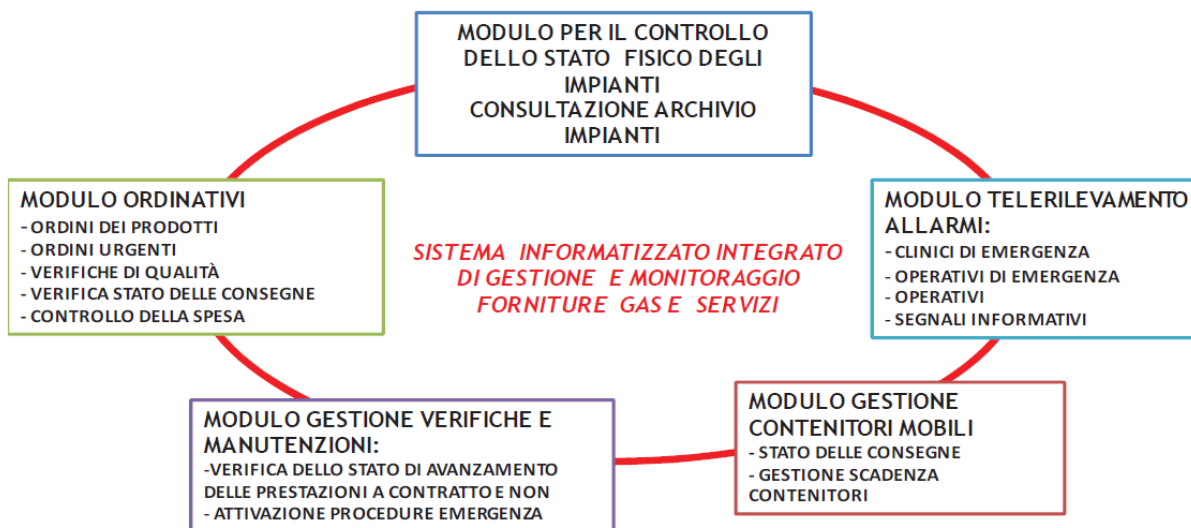 MODULO PER IL CONTROLLO
DELLO STATO FISICO DEGLI
IMPIANTI
CONSULTAZIONE ARCHIVIO
IMPIANTI
MODULO ORDINATIVI
- ORDINI DEI PRODOTTI
- ORDINI URGENTI
- VERIFICHE DI QUALITÀ
- VERIFICA STATO DELLE CONSEGNE
- CONTROLLO DELLA SPESA
SISTEMA INFORMATIZZATO INTEGRATO
DI GESTIONE E MONITORAGGIO
FORNITURE GAS E SERVIZI
MODULO TELERILEVAMENTO
ALLARMI:
- CLINICI DI EMERGENZA
- OPERATIVI DI EMERGENZA
- OPERATIVI
- SEGNALI INFORMATIVI
MODULO GESTIONE VERIFICHE E
MANUTENZIONI:
-VERIFICA DELLO STATO DI AVANZAMENTO
DELLE PRESTAZIONI A CONTRATTO E NON
- ATTIVAZIONE PROCEDURE EMERGENZA
MODULO GESTIONE
CONTENITORI MOBILI
- STATO DELLE CONSEGNE
- GESTIONE SCADENZA
CONTENITORI